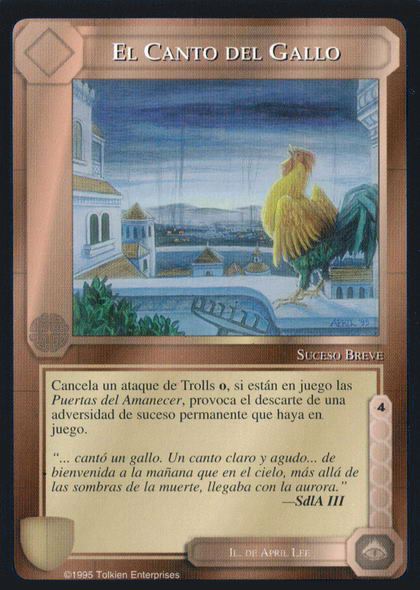 El Canto del Gallo
April '95
Suceso Breve
Cancela un ataque de Trolls o, si están en juego las
Puertas del Amanecer, provoca el descarte de una
adversidad de suceso permanente que haya en
juego.
4
"... cantó un gallo. Un canto claro y agudo... de
bienvenida a la mañana que en el cielo, más allá de
las sombras de la muerte, llegaba con la aurora."
—SdlA III
Il. de April Lee
©1995 Tolkien Enterprises